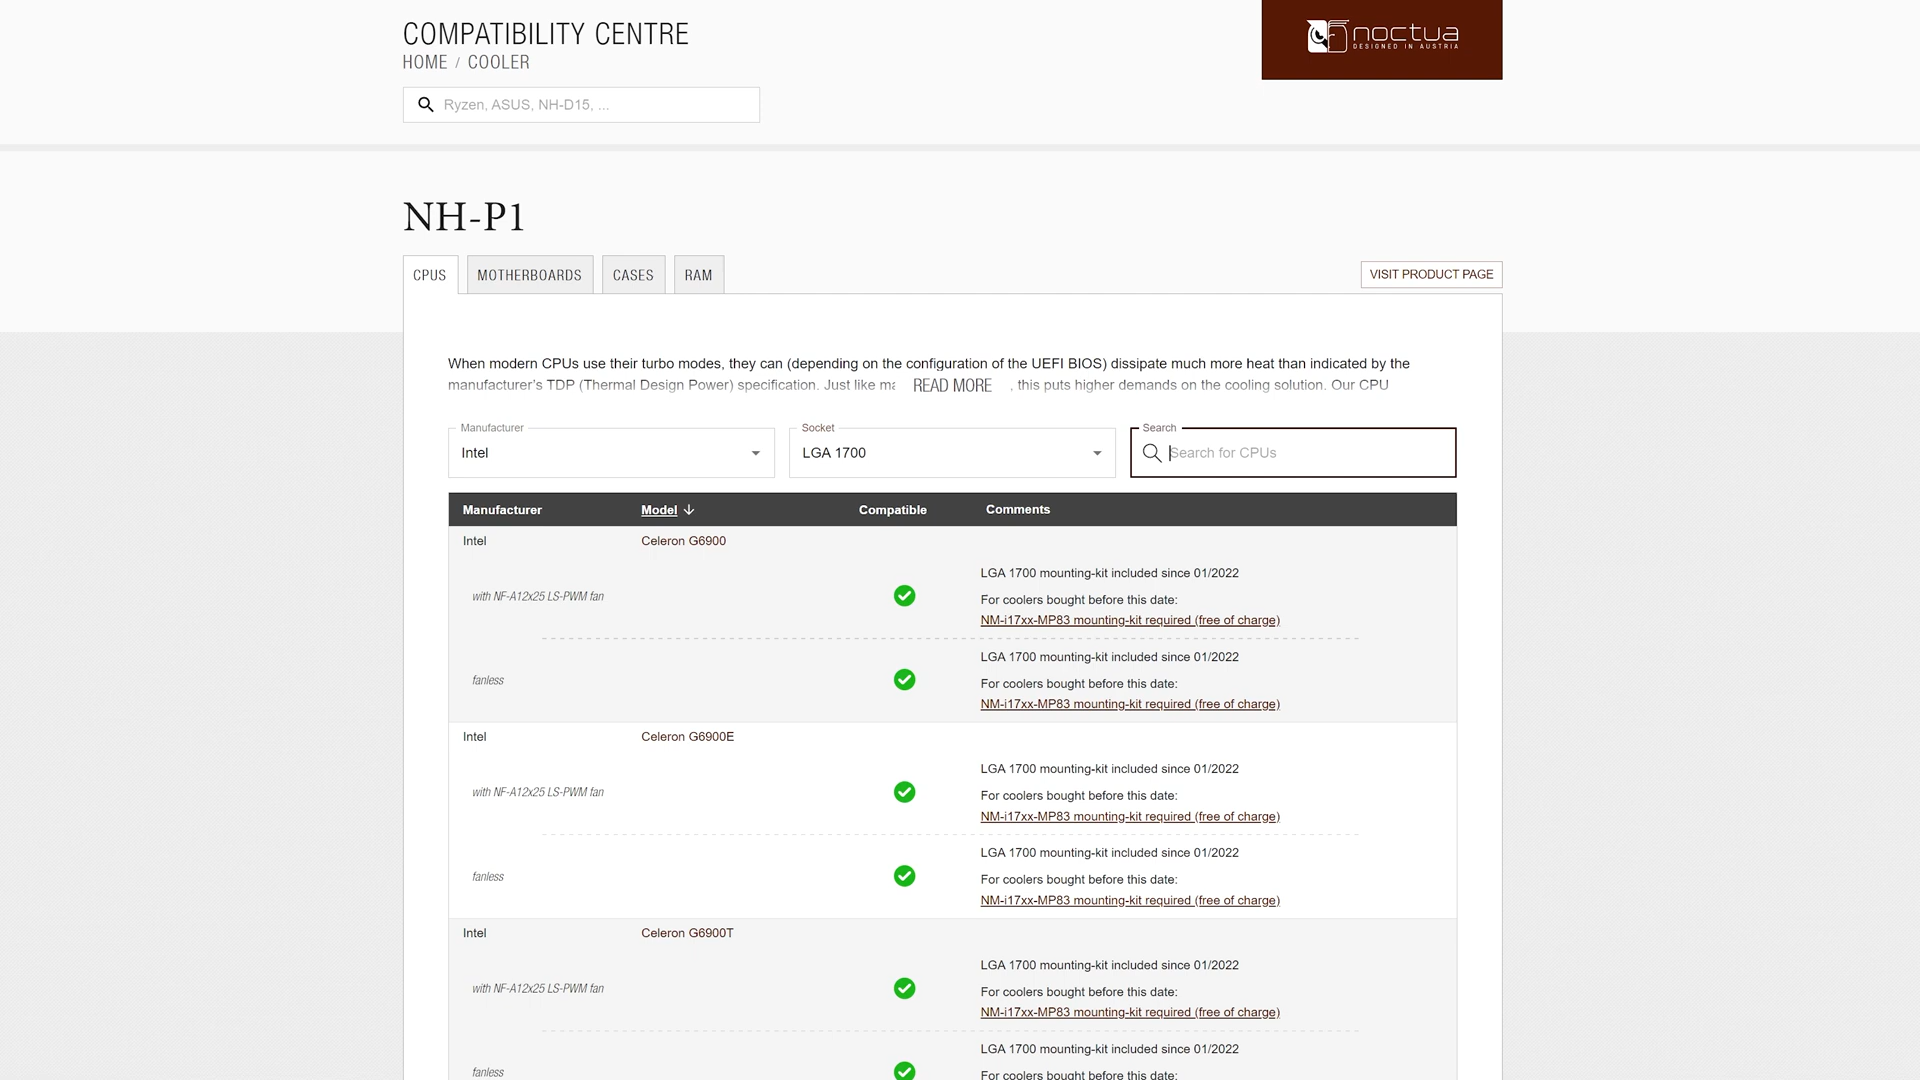 COMPATIBILITY CENTRE
noctua
DESIGNED IN AUSTRIA
HOME / COOLER
Ryzen, ASUS, NH-D15, ...
NH-P1
CPUS
MOTHERBOARDS
CASES
RAM
VISIT PRODUCT PAGE
When modern CPUs use their turbo modes, they can (depending on the configuration of the UEFI BIOS) dissipate much more heat than indicated by the
manufacturer’s TDP (Thermal Design Power) specification. Just like ma READ MORE , this puts higher demands on the cooling solution. Our CPU
Manufacturer
Intel
Socket
LGA 1700
Search
Search for CPUs
Manufacturer Model Compatible Comments
Intel Celeron G6900
LGA 1700 mounting-kit included since 01/2022
with NF-A12x25 LS-PWM fan
For coolers bought before this date:
NM-i17xx-MP83 mounting-kit required (free of charge)
LGA 1700 mounting-kit included since 01/2022
fanless
For coolers bought before this date:
NM-i17xx-MP83 mounting-kit required (free of charge)
Intel Celeron G6900E
LGA 1700 mounting-kit included since 01/2022
with NF-A12x25 LS-PWM fan
For coolers bought before this date:
NM-i17xx-MP83 mounting-kit required (free of charge)
LGA 1700 mounting-kit included since 01/2022
fanless
For coolers bought before this date:
NM-i17xx-MP83 mounting-kit required (free of charge)
Intel Celeron G6900T
LGA 1700 mounting-kit included since 01/2022
with NF-A12x25 LS-PWM fan
For coolers bought before this date:
NM-i17xx-MP83 mounting-kit required (free of charge)
LGA 1700 mounting-kit included since 01/2022
fanless
For coolers bought before this date: